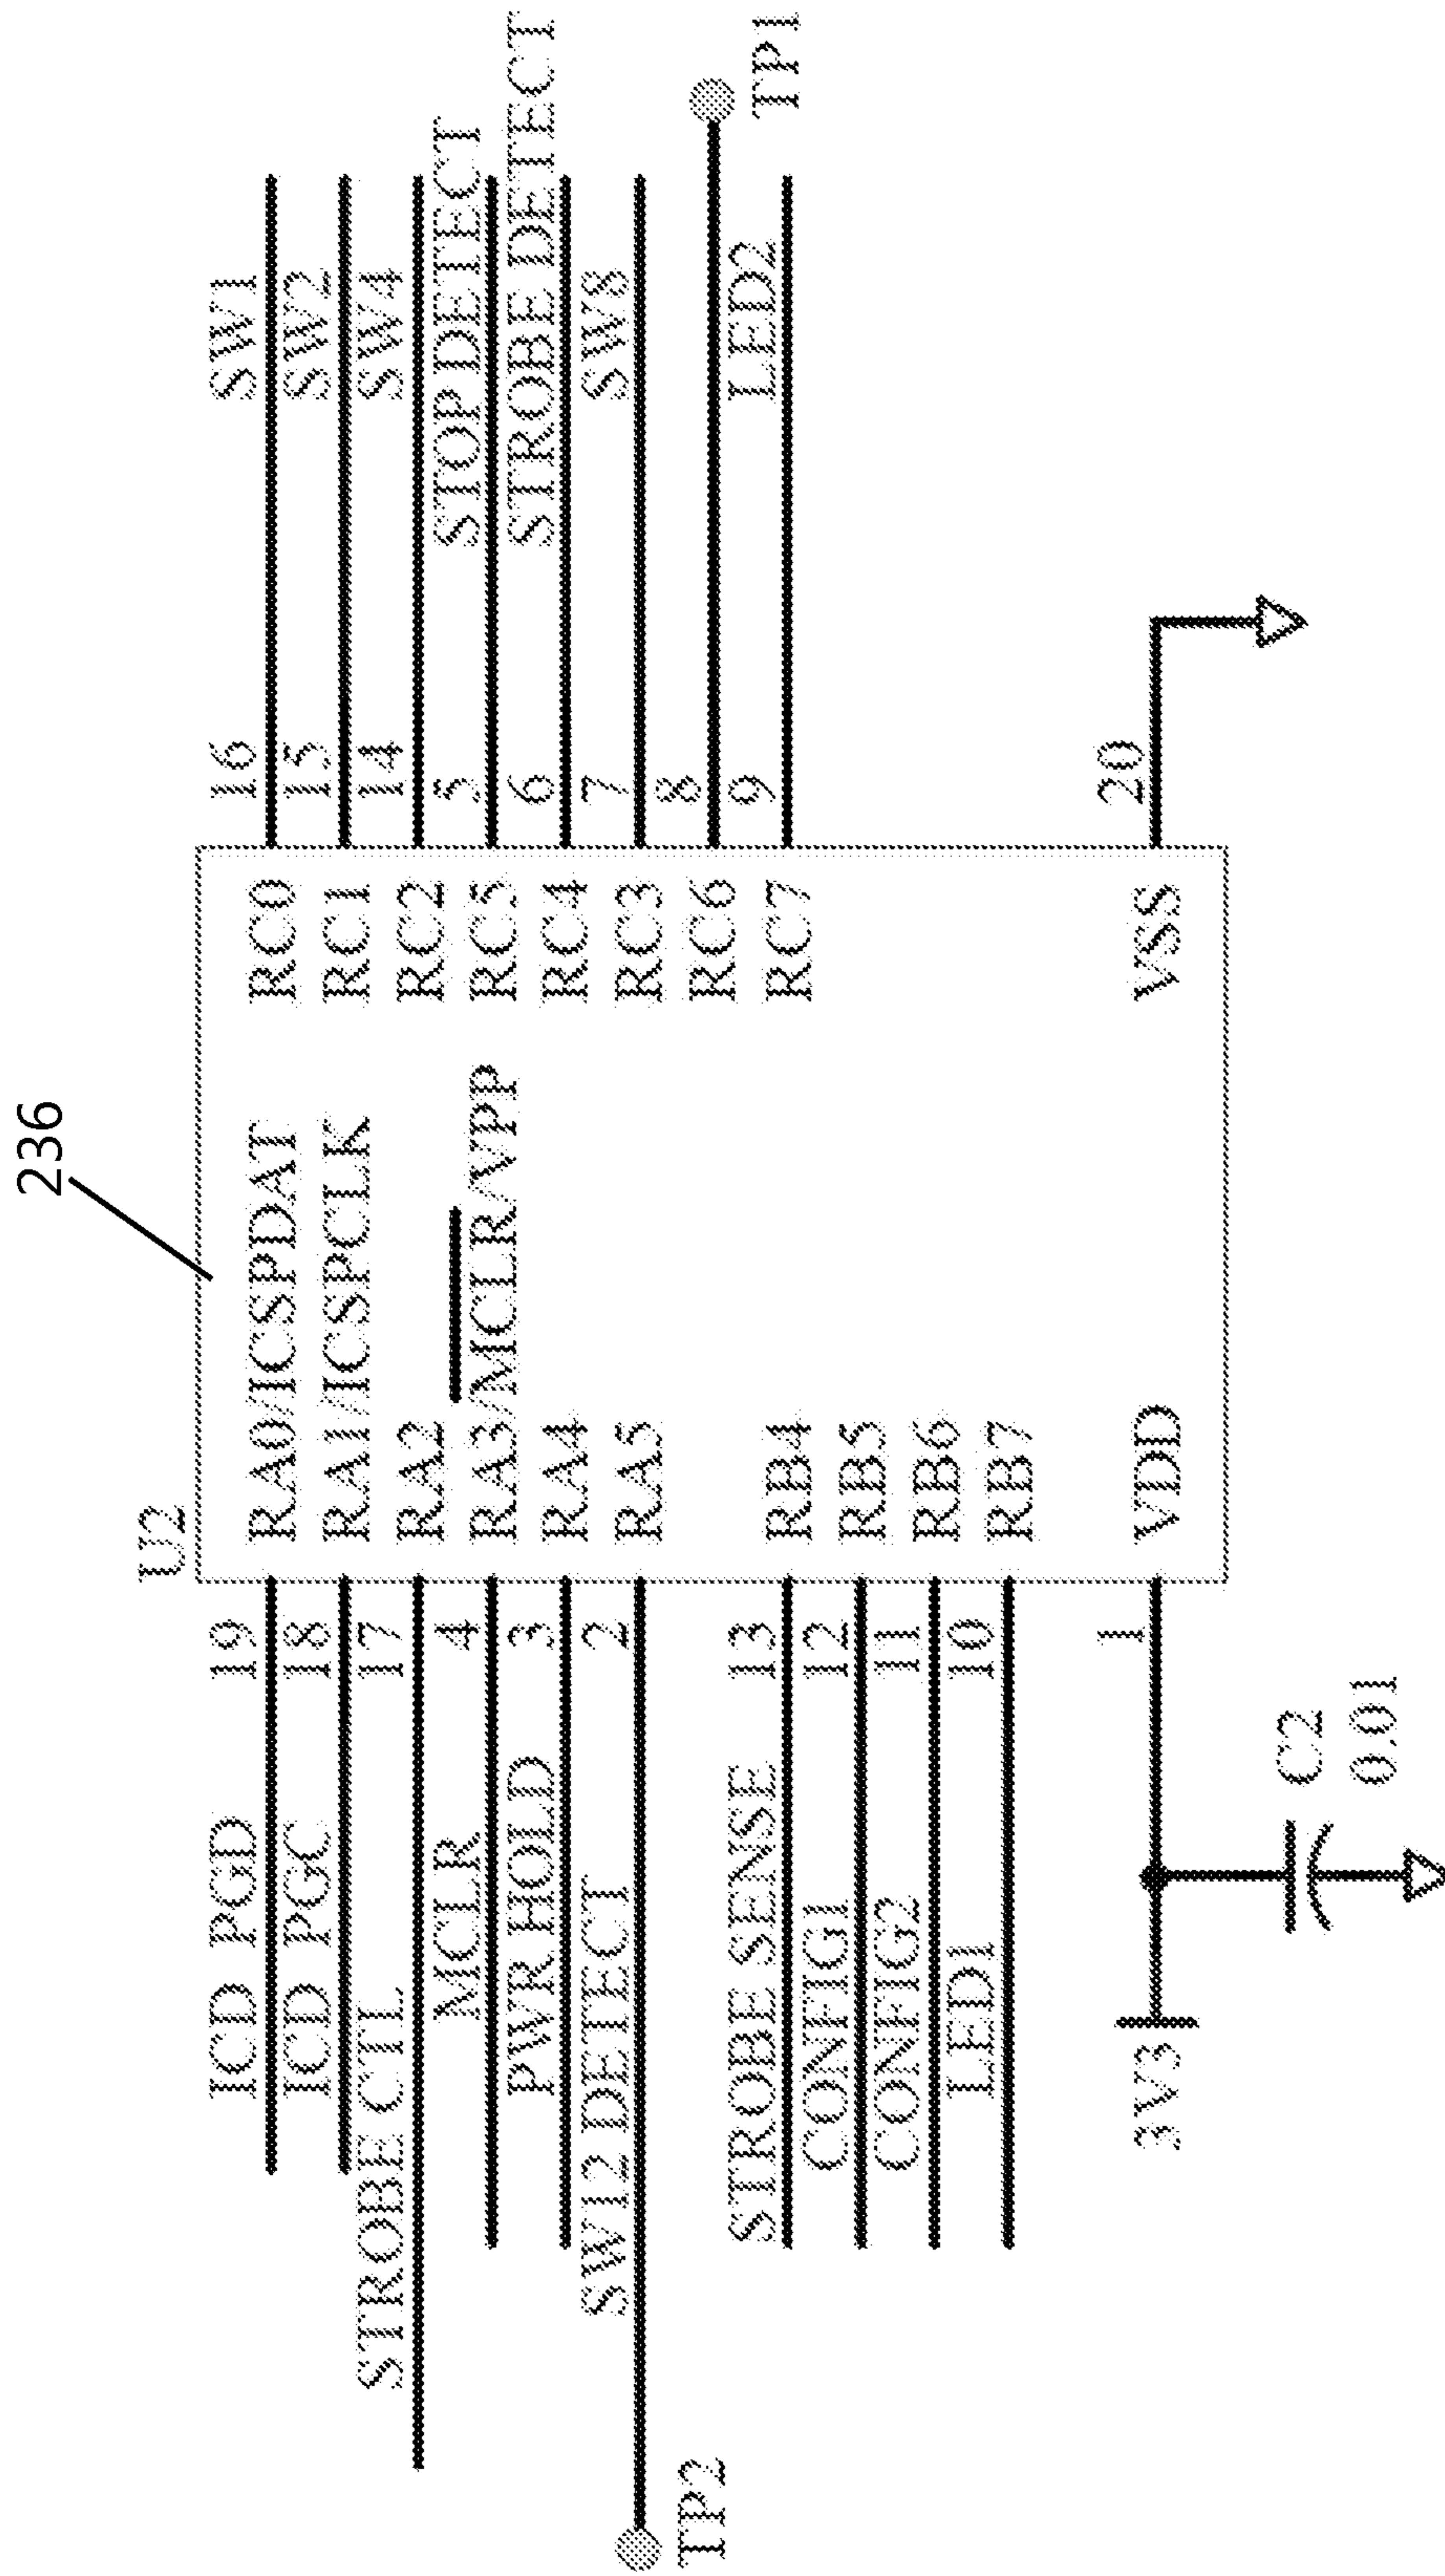 236
U2
ICD PGD 19 RA0/ICSPDAT RC0 16 SW1
ICD PGC 18 RA1/ICSPCLK RC1 15 SW2
STROBE CTL 17 RA2 RC2 14 SW4
MCLR 4 RA3/MCLR/VPP RC5 5 STOP DETECT
PWR HOLD 3 RA4 RC4 6 STROBE DETECT
SW12 DETECT 2 RA5 RC3 7 SW8
TP2 RC6 8 TP1
STROBE SENSE 13 RB4 RC7 9 LED2
CONFIG1 12 RB5
CONFIG2 11 RB6
LED1 10 RB7
3V3 1 VDD VSS 20
C2
0.01